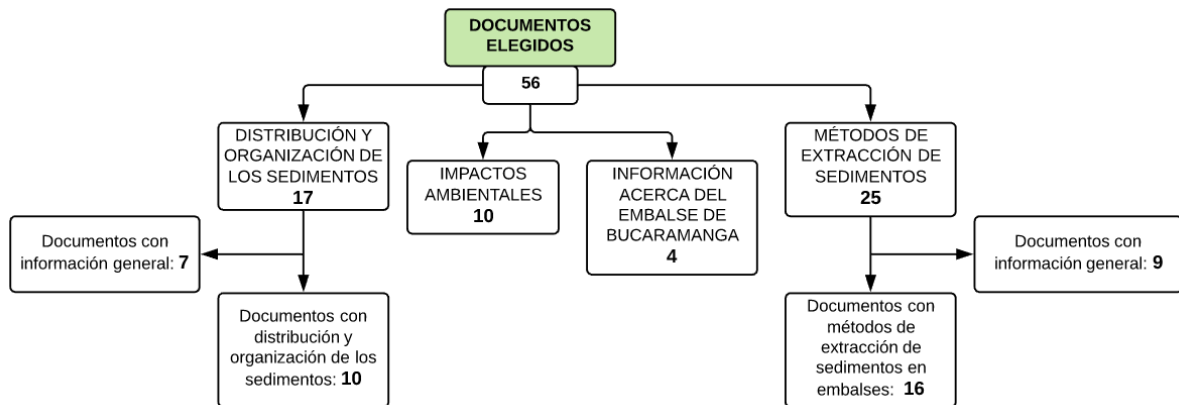 DOCUMENTOS
ELEGIDOS
56
DISTRIBUCIÓN Y
ORGANIZACIÓN DE
LOS SEDIMENTOS
17
IMPACTOS
AMBIENTALES
10
INFORMACIÓN
ACERCA DEL
EMBALSE DE
BUCARAMANGA
4
MÉTODOS DE
EXTRACCIÓN DE
SEDIMENTOS
25
Documentos con
información general: 7
Documentos con
distribución y
organización de los
sedimentos: 10
Documentos con
métodos de
extracción de
sedimentos en
embalses: 16
Documentos con
información general: 9